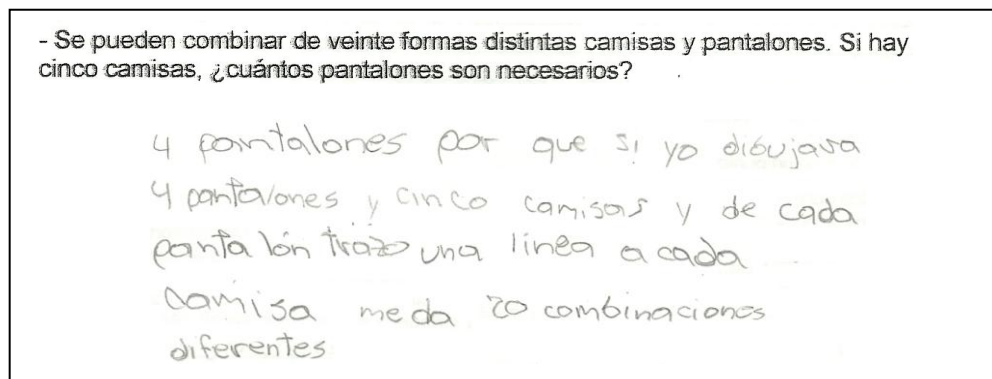 - Se pueden combinar de veinte formas distintas camisas y pantalones. Si hay
cinco camisas, ¿cuántos pantalones son necesarios?
4 pantalones por que si yo dibujava
4 pantalones y cinco camisas y de cada
pantalón trazo una linea a cada
camisa me da 20 combinaciones
diferentes